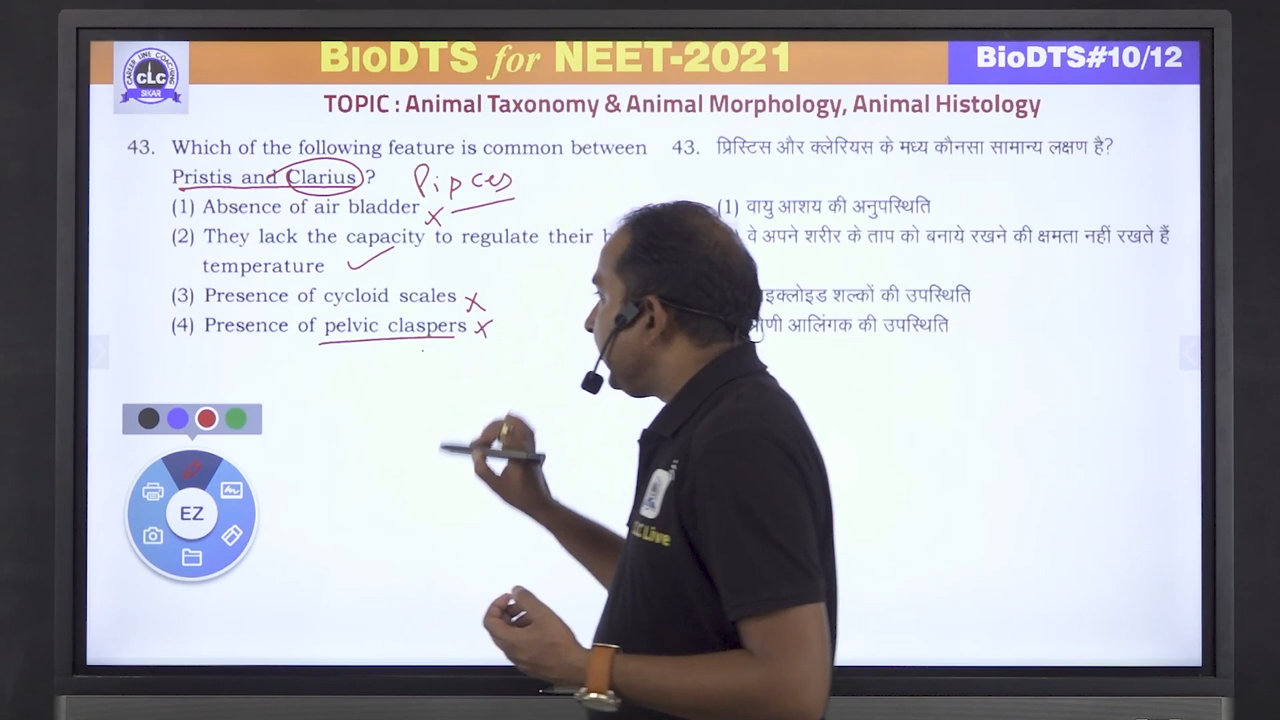 BIODTS for NEET-2021
BioDTS#10/12
CAREER LINE COACHING
CLC
SIKAR
TOPIC : Animal Taxonomy & Animal Morphology, Animal Histology
43. Which of the following feature is common between
Pristis and Clarius ?
Pipces
(1) Absence of air bladder
(2) They lack the capacity to regulate their
temperature
(3) Presence of cycloid scales
(4) Presence of pelvic claspers
43. प्रिस्टिस और क्लेरियस के मध्य कौनसा सामान्य लक्षण है?
(1) वायु आशय की अनुपस्थिति
वे अपने शरीर के ताप को बनाये रखने की क्षमता नहीं रखते हैं
शल्कों की उपस्थिति
आलिंगक की उपस्थिति
EZ
CLC Live